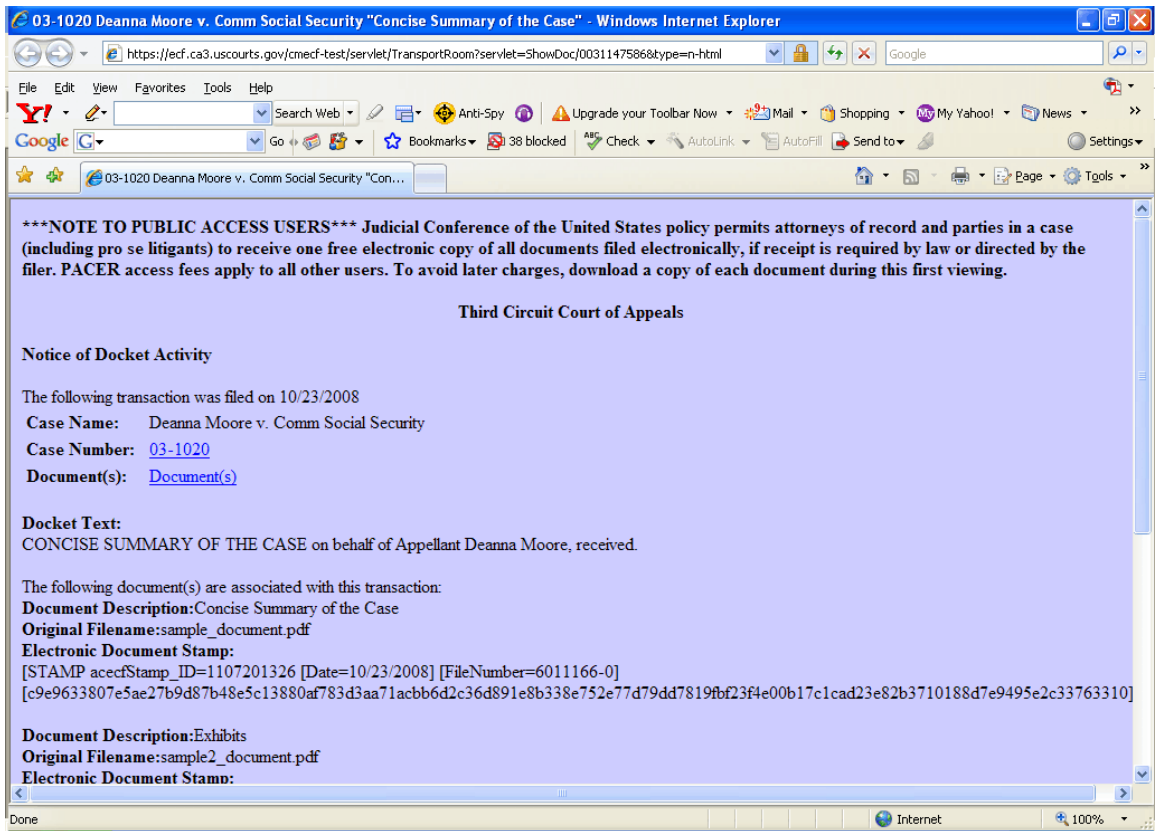 03-1020 Deanna Moore v. Comm Social Security "Concise Summary of the Case" - Windows Internet Explorer
https://ecf.ca3.uscourts.gov/cmecf-test/servlet/TransportRoom?servlet=ShowDoc/0031147586&type=n-html Google
File Edit View Favorites Tools Help
Y! Search Web Anti-Spy Upgrade your Toolbar Now Mail Shopping My My Yahoo! News »
Google G Go Bookmarks 38 blocked ABC Check AutoLink AutoFill Send to Settings
03-1020 Deanna Moore v. Comm Social Security "Con... Page Tools »
***NOTE TO PUBLIC ACCESS USERS*** Judicial Conference of the United States policy permits attorneys of record and parties in a case
(including pro se litigants) to receive one free electronic copy of all documents filed electronically, if receipt is required by law or directed by the
filer. PACER access fees apply to all other users. To avoid later charges, download a copy of each document during this first viewing.
Third Circuit Court of Appeals
Notice of Docket Activity
The following transaction was filed on 10/23/2008
Case Name: Deanna Moore v. Comm Social Security
Case Number: 03-1020
Document(s): Document(s)
Docket Text:
CONCISE SUMMARY OF THE CASE on behalf of Appellant Deanna Moore, received.
The following document(s) are associated with this transaction:
Document Description:Concise Summary of the Case
Original Filename:sample_document.pdf
Electronic Document Stamp:
[STAMP acecfStamp_ID=1107201326 [Date=10/23/2008] [FileNumber=6011166-0]
[c9e9633807e5ae27b9d87b48e5c13880af783d3aa71acbb6d2c36d891e8b338e752e77d79dd7819fbf23f4e00b17c1cad23e82b3710188d7e9495e2c33763310]
Document Description:Exhibits
Original Filename:sample2_document.pdf
Electronic Document Stamp:
Done Internet 100%